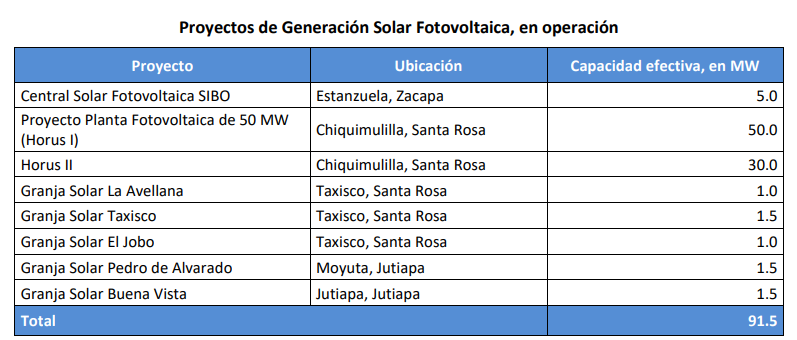 Proyectos de Generación Solar Fotovoltaica, en operación
Proyecto Ubicación Capacidad efectiva, en MW
Central Solar Fotovoltaica SIBO Estanzuela, Zacapa 5.0
Proyecto Planta Fotovoltaica de 50 MW
(Horus I) Chiquimulilla, Santa Rosa 50.0
Horus II Chiquimulilla, Santa Rosa 30.0
Granja Solar La Avellana Taxisco, Santa Rosa 1.0
Granja Solar Taxisco Taxisco, Santa Rosa 1.5
Granja Solar El Jobo Taxisco, Santa Rosa 1.0
Granja Solar Pedro de Alvarado Moyuta, Jutiapa 1.5
Granja Solar Buena Vista Jutiapa, Jutiapa 1.5
Total 91.5